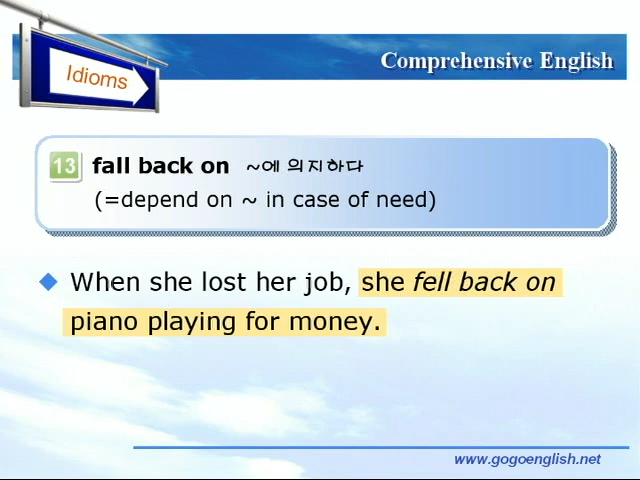 Idioms
Comprehensive English
13 fall back on ~에 의지하다
(=depend on ~ in case of need)
When she lost her job, she fell back on
piano playing for money.
www.gogoenglish.net